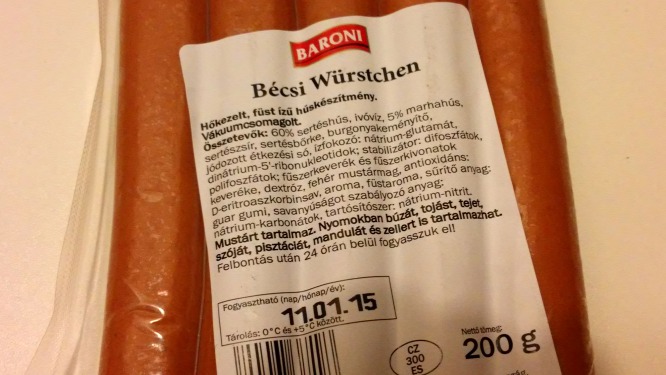 BARONI
Bécsi Würstchen
Hőkezelt, füst ízű húskészítmény.
Vákuumcsomagolt.
Összetevők: 60% sertéshús, ivóvíz, 5% marhahús,
sertészsír, sertésbőrke, burgonyakeményítő,
jódozott étkezési só, ízfokozó: nátrium-glutamát,
dinátrium-5'-ribonukleotidok; stabilizátor: difoszfátok,
polifoszfátok; fűszerkeverék és fűszerkivonatok
keveréke, dextróz, fehér mustármag, antioxidáns:
D-eritroaszkorbinsav, aroma, füstaroma, sűrítő anyag:
guar gumi, savanyúságot szabályozó anyag:
nátrium-karbonátok, tartósítószer: nátrium-nitrit.
Mustárt tartalmaz. Nyomokban búzát, tojást, tejet,
szóját, pisztáciát, mandulát és zellert is tartalmazhat.
Felbontás után 24 órán belül fogyasszuk el!
Fogyasztható (nap/hónap/év):
11.01.15
Tárolás: 0°C és +5°C között.
CZ
300
ES
Nettó tömeg:
200 g